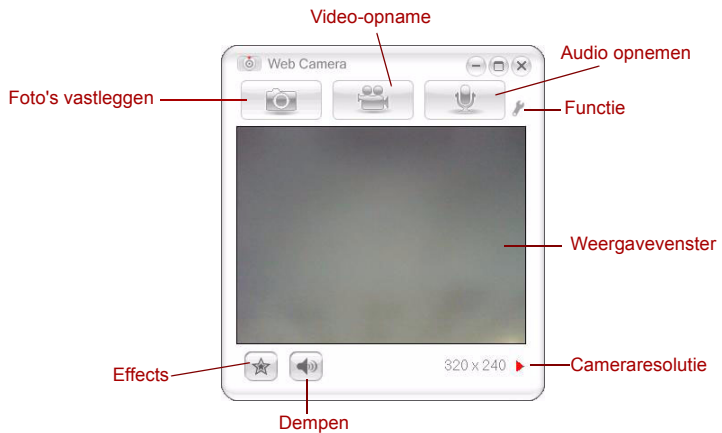 Video-opname
Audio opnemen
Web Camera
Foto's vastleggen
Functie
Weergavevenster
320 x 240
Cameraresolutie
Effects
Dempen